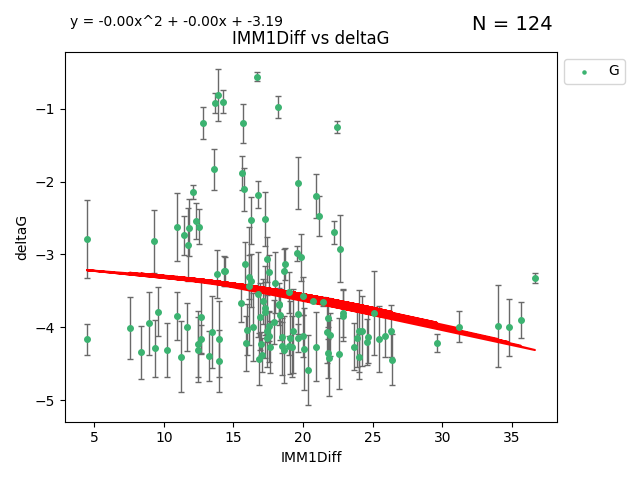 y = -0.00x^2 + -0.00x + -3.19
N = 124
IMM1Diff vs deltaG
G
deltaG
−1
−2
−3
−4
−5
5 10 15 20 25 30 35
IMM1Diff